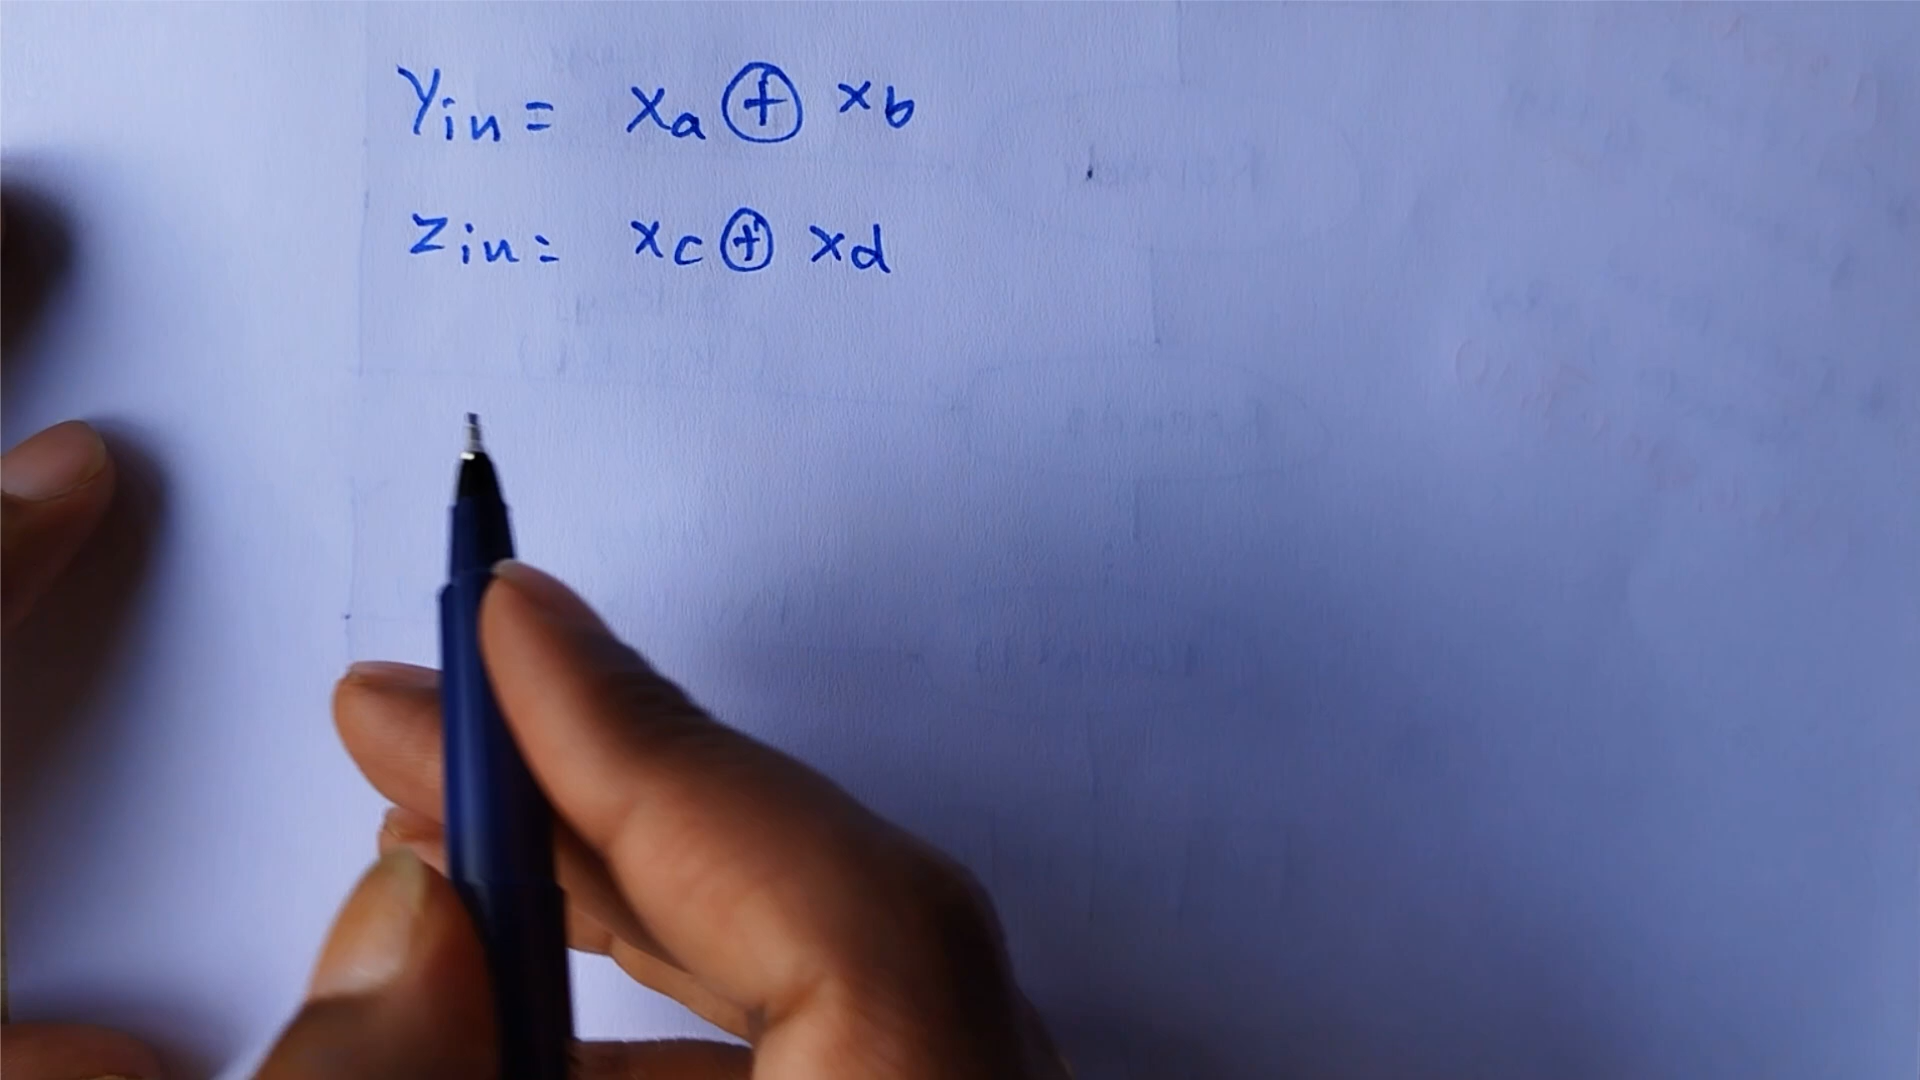 Yin = xa ⊕ xb
Zin = xc ⊕ xd